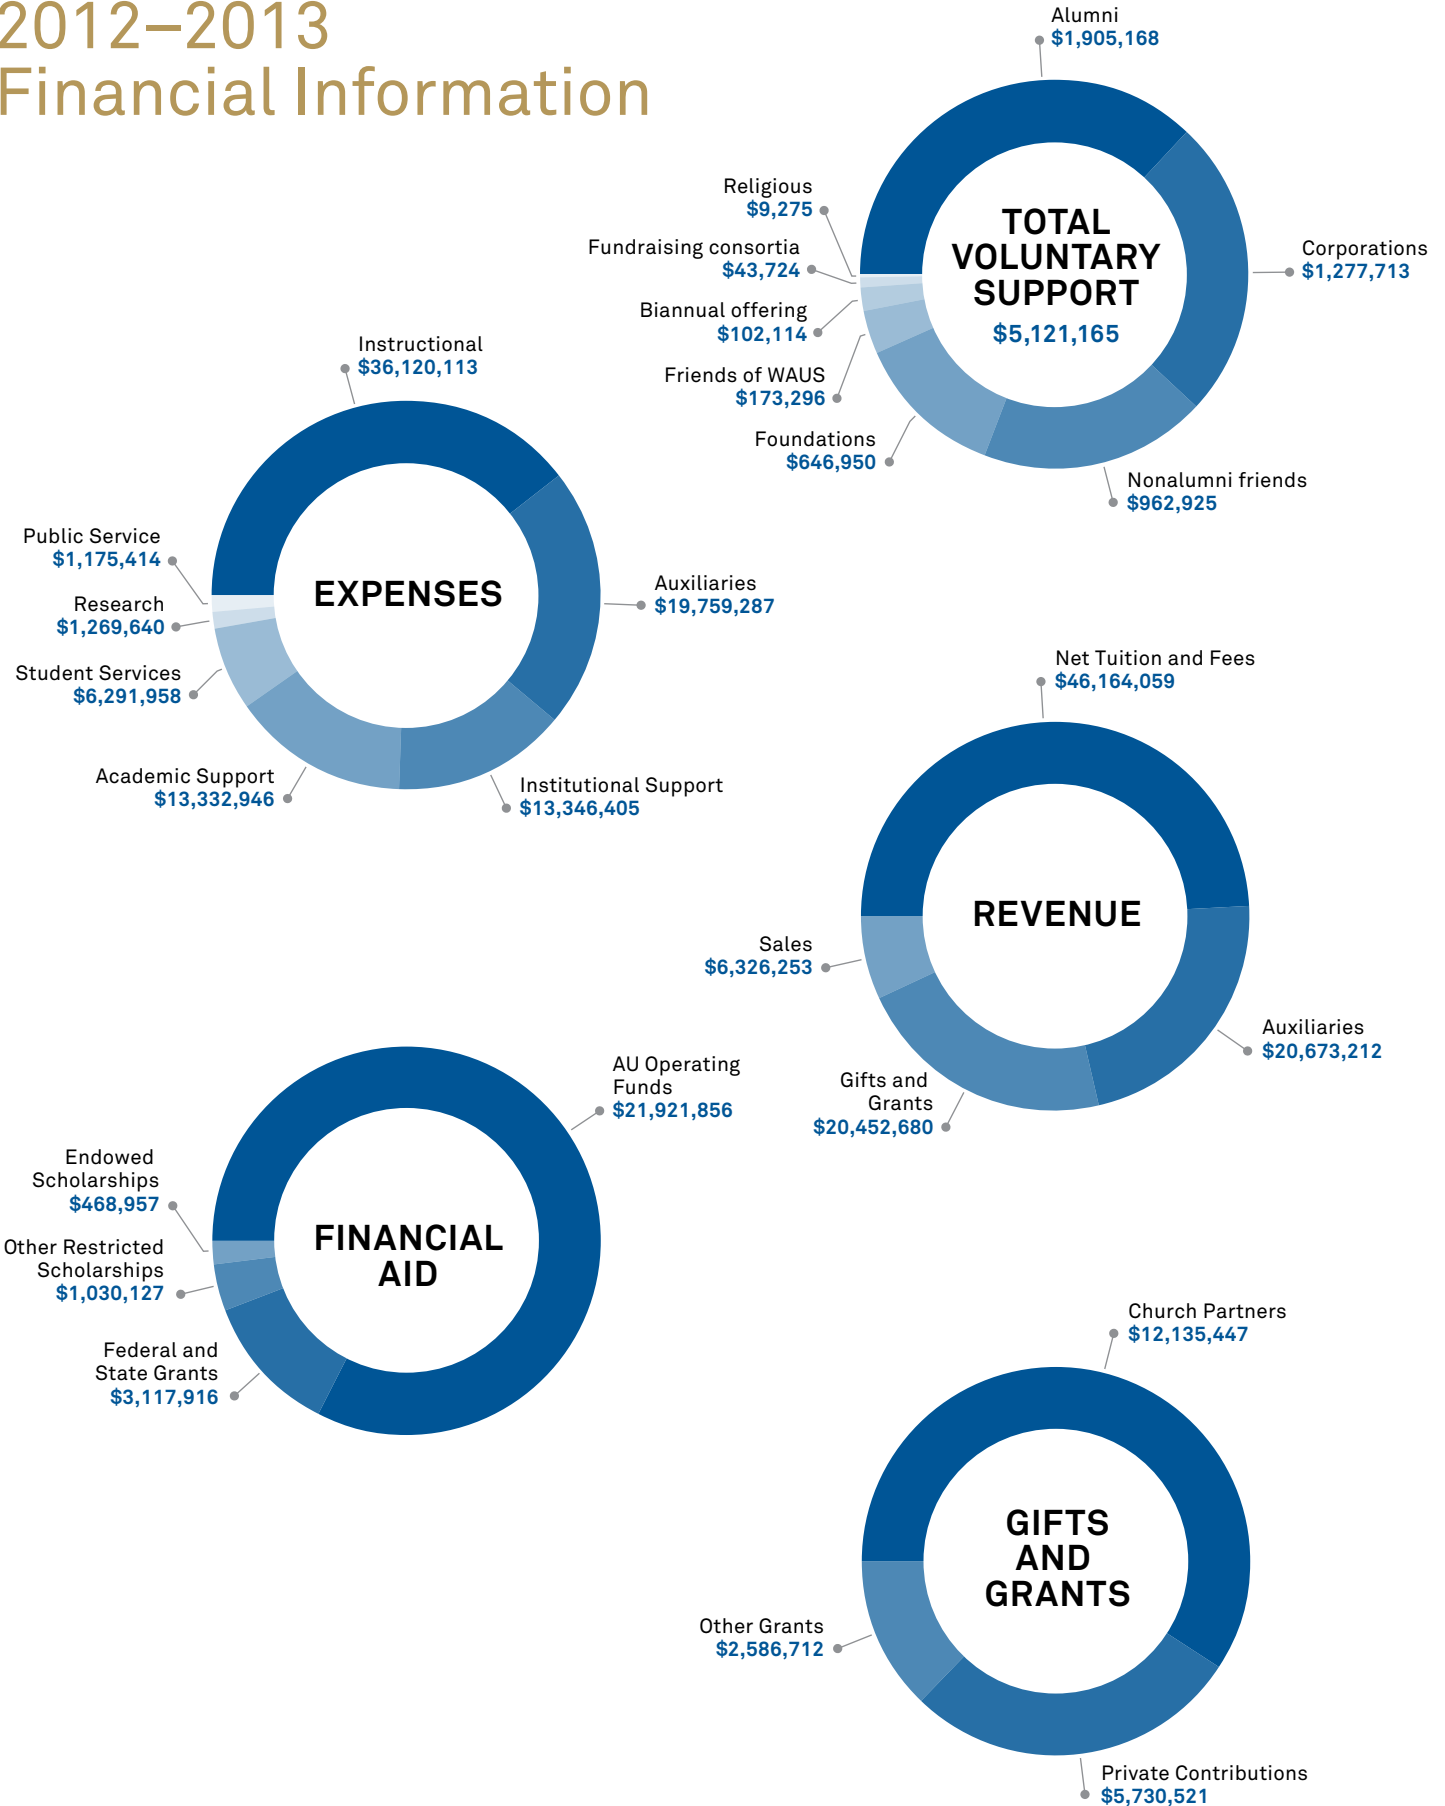 2012–2013
Financial Information
Alumni
$1,905,168
Religious
$9,275
Fundraising consortia
$43,724
Biannual offering
$102,114
Friends of WAUS
$173,296
Foundations
$646,950
TOTAL
VOLUNTARY
SUPPORT
$5,121,165
Corporations
$1,277,713
Nonalumni friends
$962,925
Instructional
$36,120,113
Public Service
$1,175,414
Research
$1,269,640
Student Services
$6,291,958
Academic Support
$13,332,946
EXPENSES
Auxiliaries
$19,759,287
Institutional Support
$13,346,405
Net Tuition and Fees
$46,164,059
REVENUE
Sales
$6,326,253
Gifts and
Grants
$20,452,680
Auxiliaries
$20,673,212
AU Operating
Funds
$21,921,856
Endowed
Scholarships
$468,957
Other Restricted
Scholarships
$1,030,127
Federal and
State Grants
$3,117,916
FINANCIAL
AID
Church Partners
$12,135,447
GIFTS
AND
GRANTS
Other Grants
$2,586,712
Private Contributions
$5,730,521